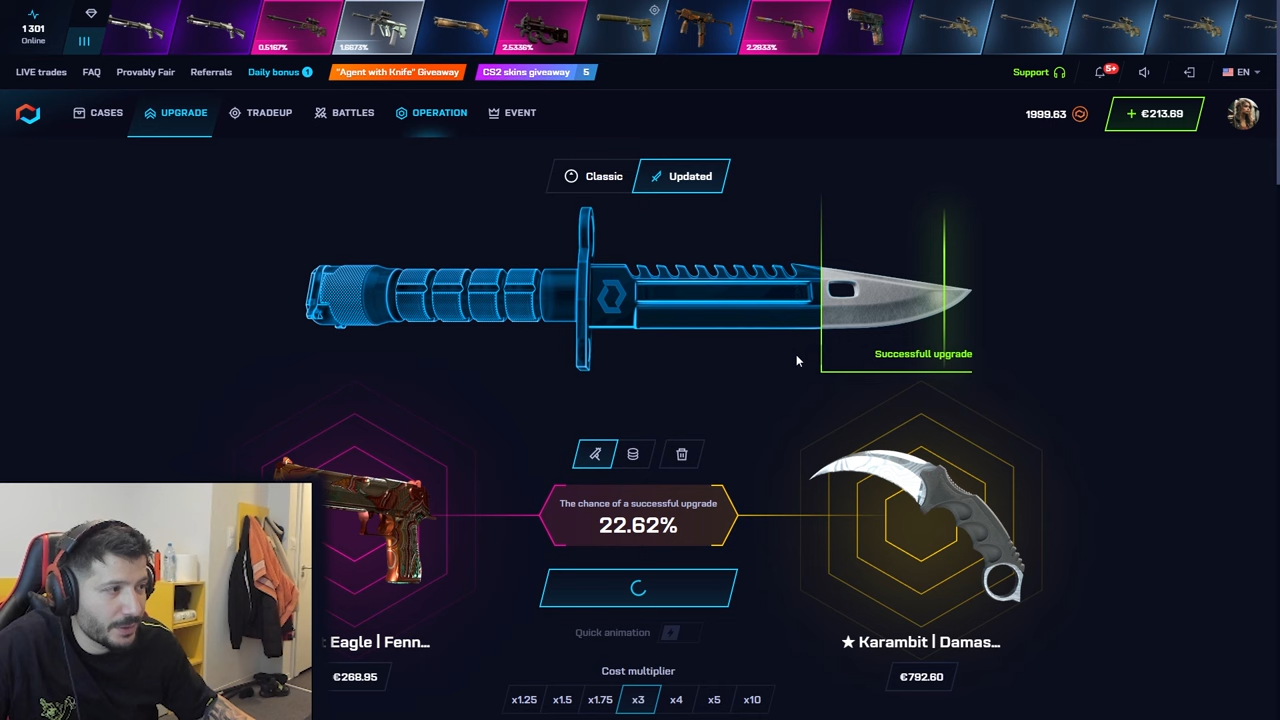 1 301
Online
0.5167%
1.6673%
2.5336%
2.2833%
LIVE trades FAQ Provably Fair Referrals Daily bonus 1 "Agent with Knife" Giveaway CS2 skins giveaway 5 Support 5+ EN
CASES UPGRADE TRADEUP BATTLES OPERATION EVENT 1999.63 + €213.69
Classic Updated
Successfull upgrade
The chance of a successful upgrade
22.62%
Quick animation
Eagle | Fenn...
€268.95
★ Karambit | Damas...
€792.60
Cost multiplier
x1.25 x1.5 x1.75 x3 x4 x5 x10